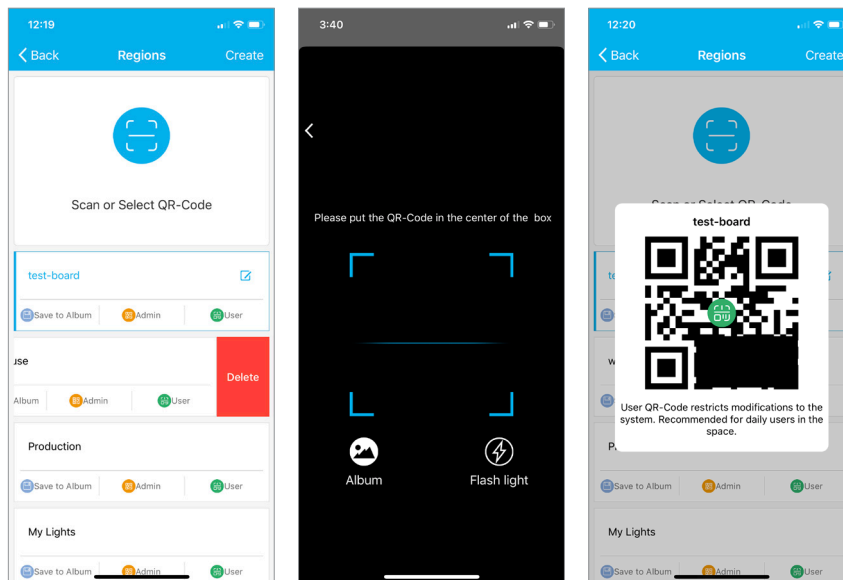 12:19
Back
Regions
Create
Scan or Select QR-Code
test-board
Save to Album
Admin
User
use
Album
Admin
User
Delete
Production
Save to Album
Admin
User
My Lights
Save to Album
Admin
User
3:40
Please put the QR-Code in the center of the box
Album
Flash light
12:20
Back
Regions
Create
test-board
User QR-Code restricts modifications to the
system. Recommended for daily users in the
space.
Save to Album
Admin
User
My Lights
Save to Album
Admin
User